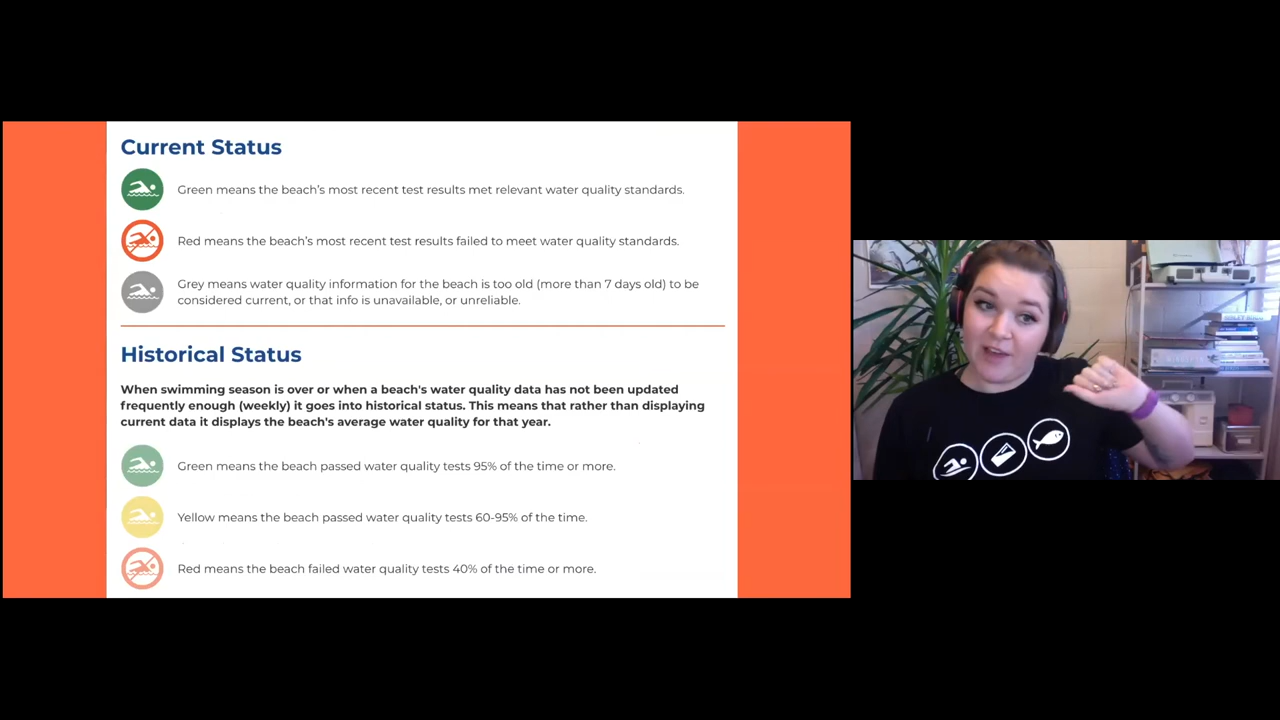 Current Status
Green means the beach's most recent test results met relevant water quality standards.
Red means the beach's most recent test results failed to meet water quality standards.
Grey means water quality information for the beach is too old (more than 7 days old) to be
considered current, or that info is unavailable, or unreliable.
Historical Status
When swimming season is over or when a beach's water quality data has not been updated
frequently enough (weekly) it goes into historical status. This means that rather than displaying
current data it displays the beach's average water quality for that year.
Green means the beach passed water quality tests 95% of the time or more.
Yellow means the beach passed water quality tests 60-95% of the time.
Red means the beach failed water quality tests 40% of the time or more.